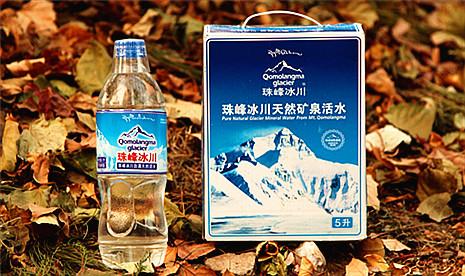 Qomolangma
glacier
珠峰冰川
Qomolangma
glacier
珠峰冰川
珠峰冰川天然矿泉活水
Pure Natural Glacier Mineral Water From Mt. Qomolangma
5升